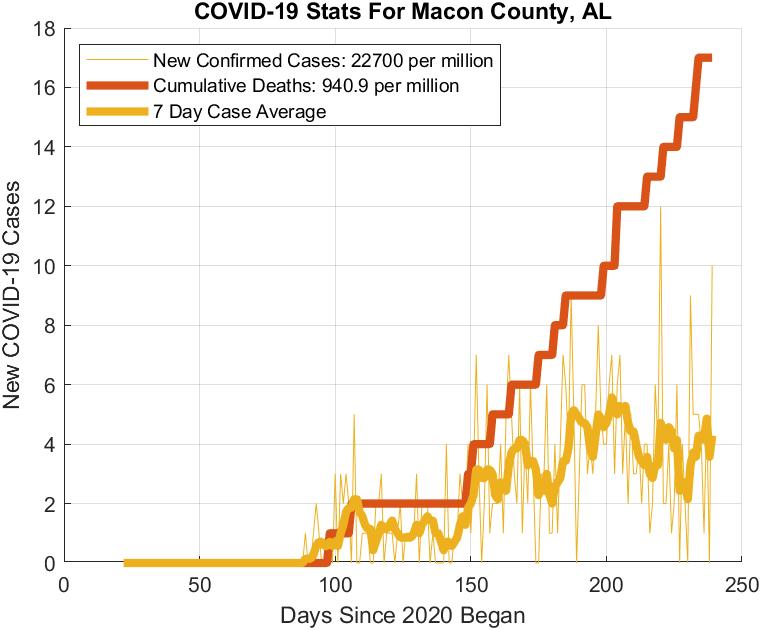 COVID-19 Stats For Macon County, AL
New Confirmed Cases: 22700 per million
Cumulative Deaths: 940.9 per million
7 Day Case Average
New COVID-19 Cases
18
16
14
12
10
8
6
4
2
0
0 50 100 150 200 250
Days Since 2020 Began